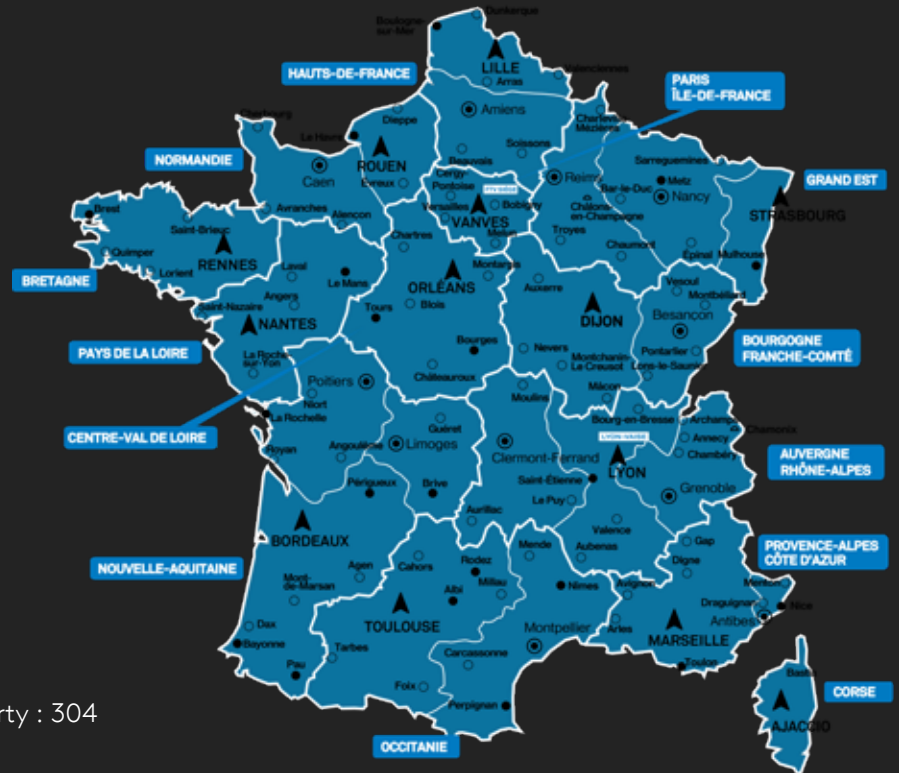 Dunkerque
Boulogne-
sur-Mer
LILLE
HAUTS-DE-FRANCE
Valenciennes
Arras
PARIS
ÎLE-DE-FRANCE
Amiens
Cherbourg
Dieppe
Charleville
Mézières
Le Havre
Soissons
ROUEN
Beauvais
Sarreguemines
NORMANDIE
Caen
Cergy-
Pontoise
Reims
Metz
Evreux
Bar-le-Duc
GRAND EST
Versailles
Bobigny
Nancy
Châlons-
en-Champagne
STRASBOURG
Brest
Avranches
Alençon
VANVES
Saint-Brieuc
Melun
Troyes
Chartres
Chaumont
Épinal
Mulhouse
Quimper
RENNES
Lorient
Laval
Montargis
BRETAGNE
Le Mans
ORLÉANS
Auxerre
Vesoul
Montbéliard
Saint-Nazaire
Angers
Tours
Blois
DIJON
Besançon
NANTES
BOURGOGNE
FRANCHE-COMTÉ
PAYS DE LA LOIRE
Bourges
Nevers
Pontarlier
La Roche-
sur-Yon
Montchanin-
Le Creusot
Lons-le-Saunier
Châteauroux
Poitiers
Mâcon
Moulins
Niort
La Rochelle
Bourg-en-Bresse
Archamps
Guéret
Chamonix
CENTRE-VAL DE LOIRE
LYON VAISE
Annecy
Limoges
Royan
Angoulême
Clermont-Ferrand
Chambéry
AUVERGNE
RHÔNE-ALPES
LYON
Saint-Étienne
Périgueux
Brive
Grenoble
Le Puy
Aurillac
Valence
BORDEAUX
Gap
PROVENCE-ALPES
CÔTE D'AZUR
Mende
Aubenas
Cahors
Rodez
Digne
NOUVELLE-AQUITAINE
Agen
Mont-
de-Marsan
Millau
Nîmes
Avignon
Menton
Albi
Draguignan
Nice
Dax
TOULOUSE
Montpellier
Arles
Antibes
MARSEILLE
Bayonne
Tarbes
Carcassonne
Toulon
Pau
Foix
Bastia
Perpignan
CORSE
rty : 304
AJACCIO
OCCITANIE